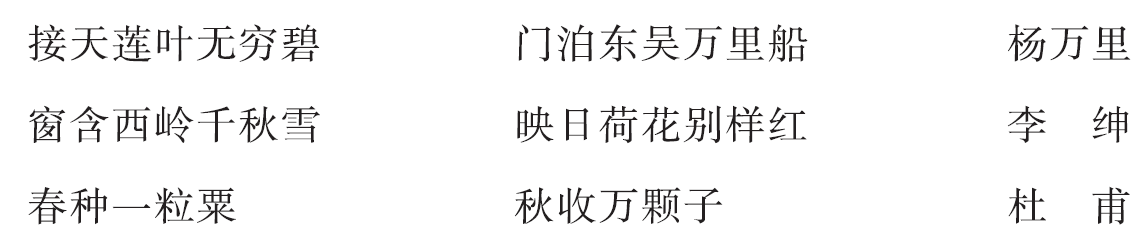 接天莲叶无穷碧 门泊东吴万里船 杨万里
窗含西岭千秋雪 映日荷花别样红 李 绅
春种一粒粟 秋收万颗子 杜 甫